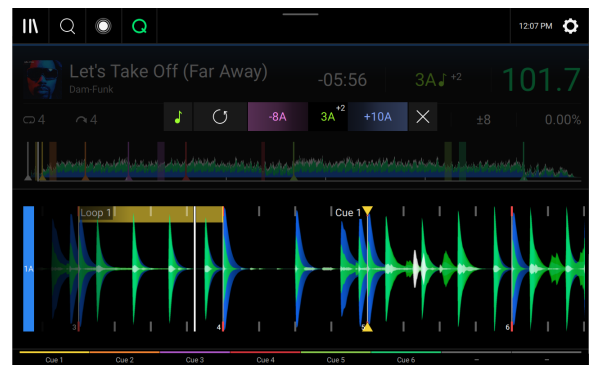 12:07 PM
Let's Take Off (Far Away)
Dam-Funk
-05:56
3A +2
101.7
4
4
-8A
3A +2
+10A
±8
0.00%
Loop 1
Cue 1
1A
3
4
5
6
Cue 1
Cue 2
Cue 3
Cue 4
Cue 5
Cue 6
–
–